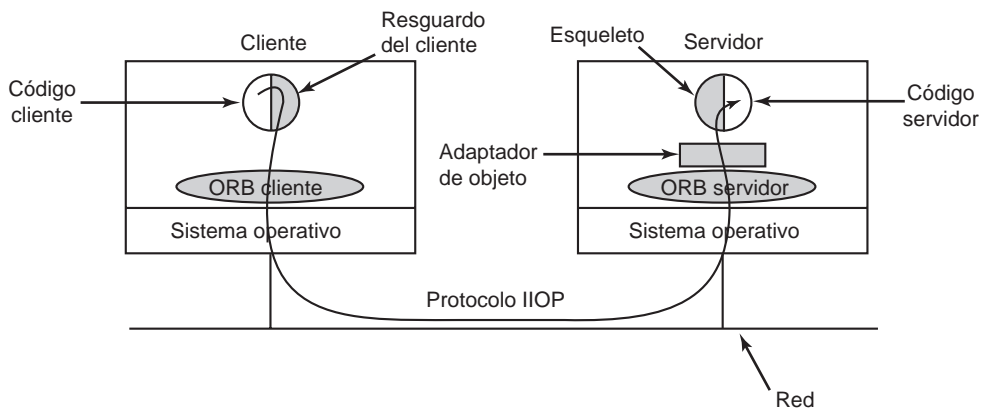 Cliente
Resguardo
del cliente
Código
cliente
ORB cliente
Sistema operativo
Esqueleto
Servidor
Código
servidor
Adaptador
de objeto
ORB servidor
Sistema operativo
Protocolo IIOP
Red